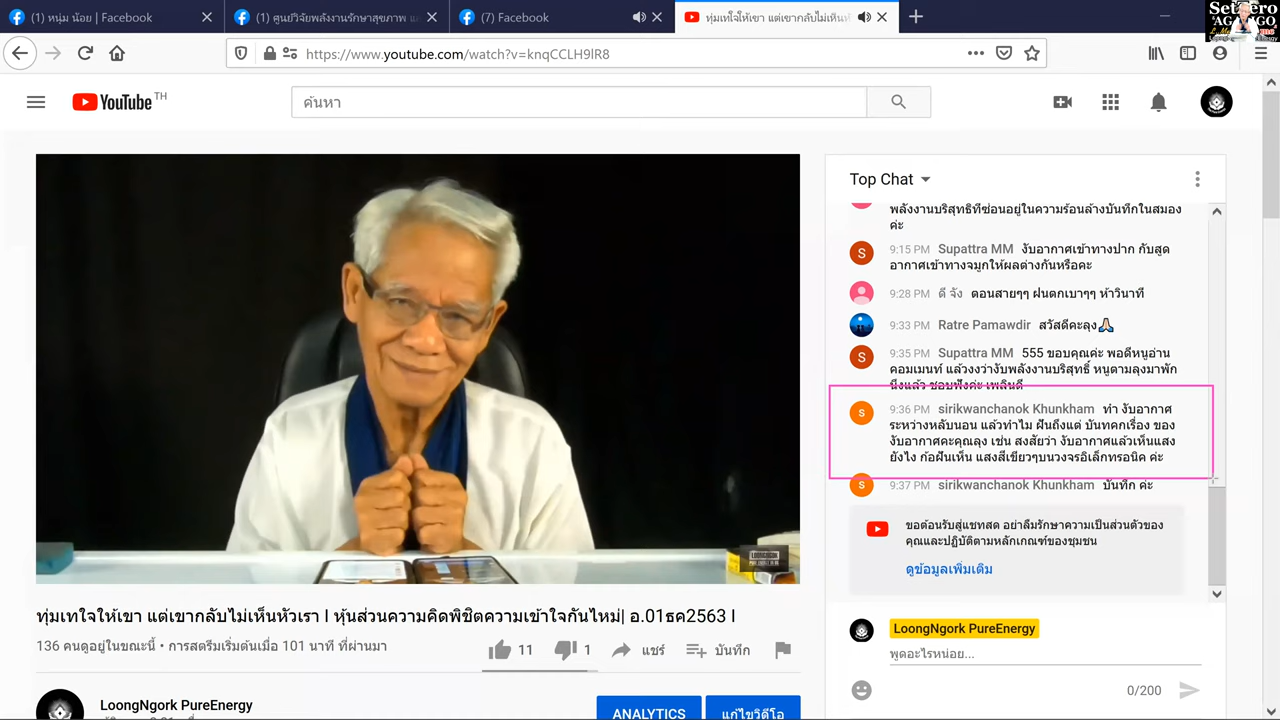 (1) หนุ่ม น้อย | Facebook
(1) ศูนย์วิจัยพลังงานรักษาสุขภาพ แ
(7) Facebook
ทุ่มเทใจให้เขา แต่เขากลับไม่เห็นหัว
https://www.youtube.com/watch?v=knqCCLH9lR8
YouTube TH
ค้นหา
Top Chat
พลังงานบริสุทธิ์ที่ซ่อนอยู่ในความร้อนล้างบันทึกในสมอง
ค่ะ
9:15 PM Supattra MM งับอากาศเข้าทางปาก กับสูด
อากาศเข้าทางจมูกให้ผลต่างกันหรือคะ
9:28 PM ดี จัง ตอนสายๆๆ ฝนตกเบาๆๆ ห้าวินาที
9:33 PM Ratre Pamawdir สวัสดีคะลุง🙏
9:35 PM Supattra MM 555 ขอบคุณค่ะ พอดีหนูอ่าน
คอมเมนท์ แล้วงงว่างับพลังงานบริสุทธิ์ หนูตามลุงมาพัก
นึงแล้ว ชอบฟังค่ะ เพลินดี
9:36 PM sirikwanchanok Khunkham ทำ งับอากาศ
ระหว่างหลับนอน แล้วทำไม ฝันถึงแต่ บันทคกเรื่อง ของ
งับอากาศคะคุณลุง เช่น สงสัยว่า งับอากาศแล้วเห็นแสง
ยังไง ก้อฝันเห็น แสงสีเขียวๆบนวงจรอิเล็กทรอนิค ค่ะ
9:37 PM sirikwanchanok Khunkham บันทึก ค่ะ
ขอต้อนรับสู่แชทสด อย่าลืมรักษาความเป็นส่วนตัวของ
คุณและปฏิบัติตามหลักเกณฑ์ของชุมชน
ดูข้อมูลเพิ่มเติม
LoongNgork PureEnergy
พูดอะไรหน่อย...
0/200
ทุ่มเทใจให้เขา แต่เขากลับไม่เห็นหัวเรา I หุ้นส่วนความคิดพิชิตความเข้าใจกันไหม่| อ.01ธค2563 I
136 คนดูอยู่ในขณะนี้ • การสตรีมเริ่มต้นเมื่อ 101 นาที ที่ผ่านมา
11
1
แชร์
บันทึก
LoongNgork PureEnergy
ANALYTICS
แก้ไขวิดีโอ